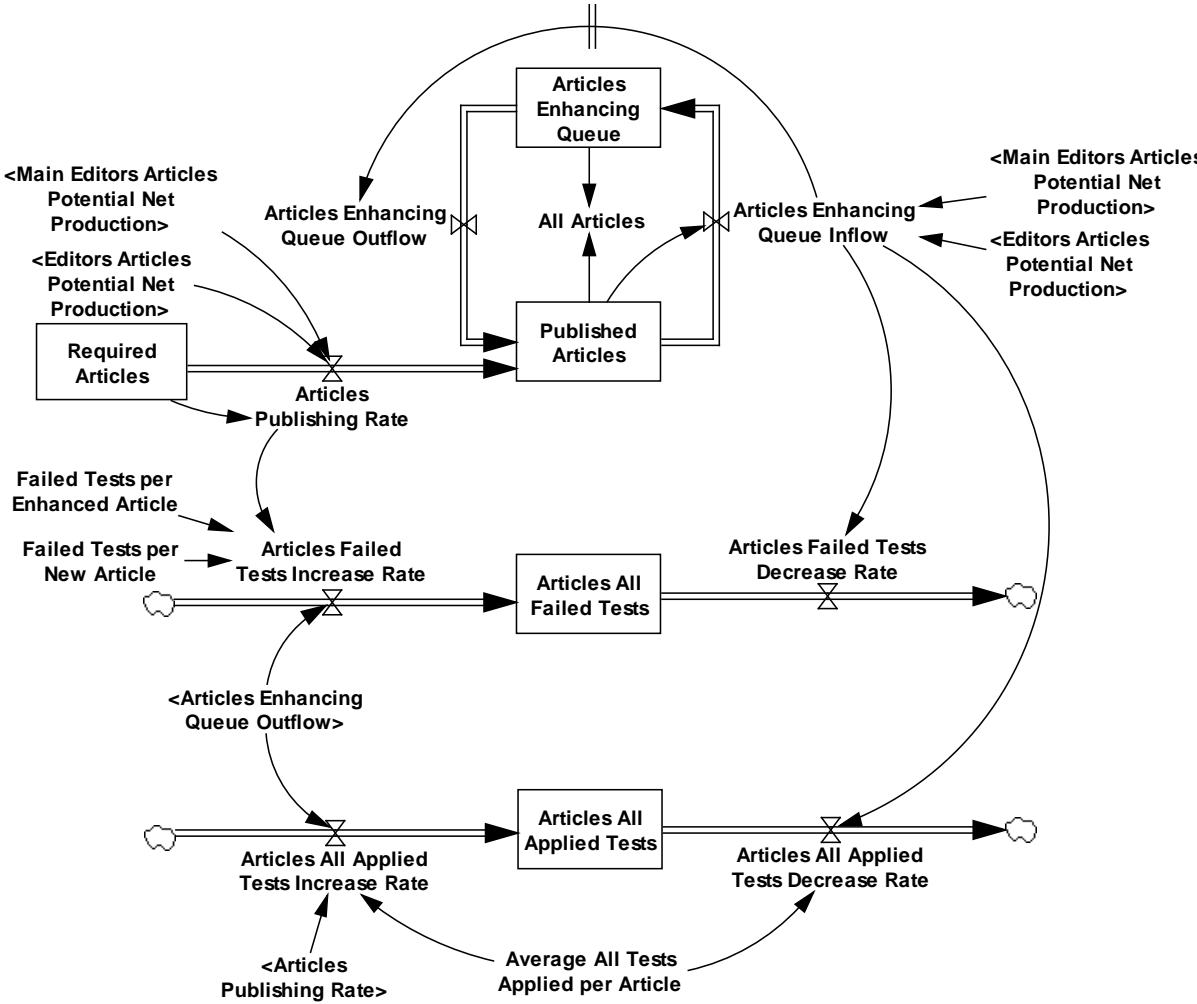 Articles
Enhancing
Queue
<Main Editors Articles
Potential Net
Production>
<Main Editors Articles
Potential Net
Production>
Articles Enhancing
Queue Outflow
All Articles
Articles Enhancing
Queue Inflow
<Editors Articles
Potential Net
Production>
<Editors Articles
Potential Net
Production>
Required
Articles
Published
Articles
Articles
Publishing Rate
Failed Tests per
Enhanced Article
Failed Tests per
New Article
Articles Failed
Tests Increase Rate
Articles All
Failed Tests
Articles Failed Tests
Decrease Rate
<Articles Enhancing
Queue Outflow>
Articles All
Applied Tests
Articles All Applied
Tests Increase Rate
Articles All Applied
Tests Decrease Rate
<Articles
Publishing Rate>
Average All Tests
Applied per Article